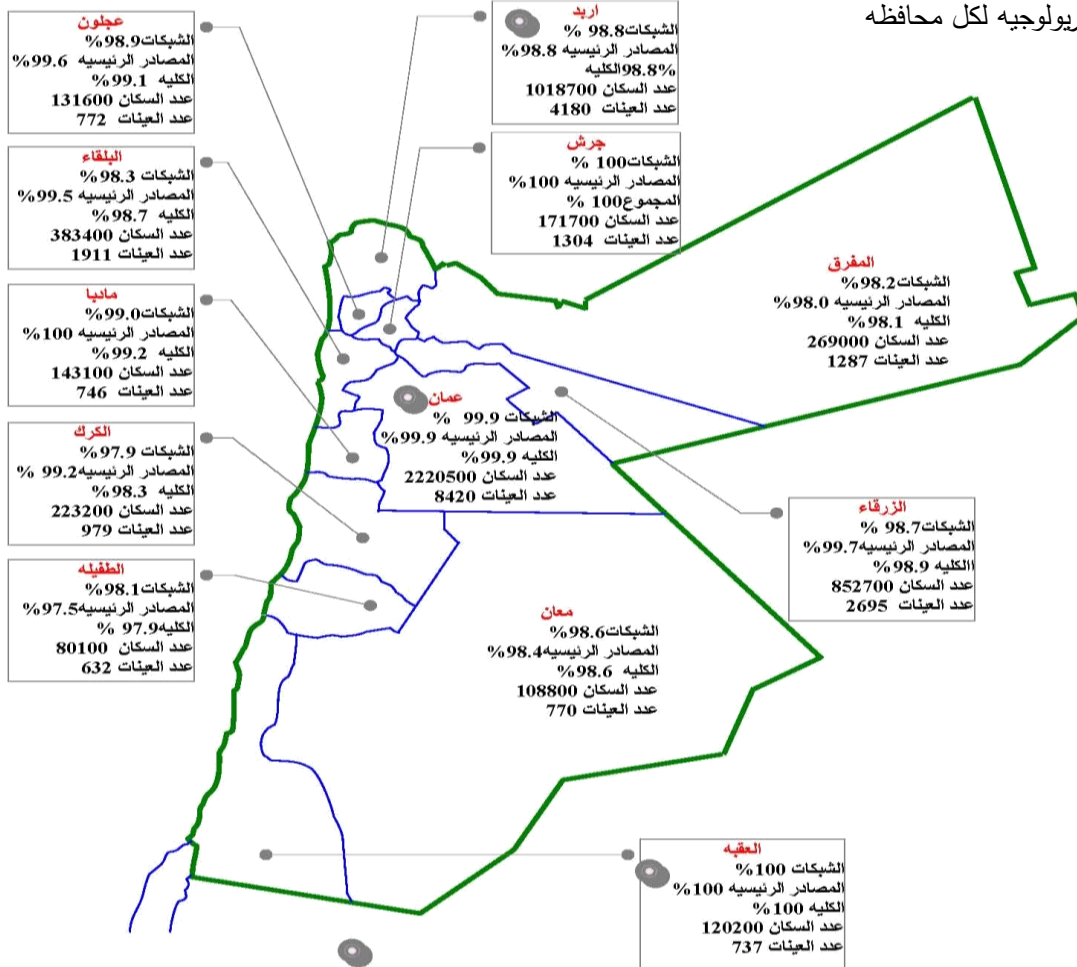 ريولوجيه لكل محافظه
عجلون
الشبكات98.9%
المصادر الرئيسيه 99.6%
الكليه 99.1%
عدد السكان 131600
عدد العينات 772
اربد
الشبكات98.8 %
المصادر الرئيسيه 98.8%
98.8%الكليه
عدد السكان 1018700
عدد العينات 4180
جرش
الشبكات100 %
المصادر الرئيسيه 100%
المجموع100 %
عدد السكان 171700
عدد العينات 1304
البلقاء
الشبكات 98.3%
المصادر الرئيسيه 99.5%
الكليه 98.7%
عدد السكان 383400
عدد العينات 1911
المفرق
الشبكات98.2%
المصادر الرئيسيه 98.0%
الكليه 98.1%
عدد السكان 269000
عدد العينات 1287
مادبا
الشبكات99.0%
المصادر الرئيسيه 100%
الكليه 99.2%
عدد السكان 143100
عدد العينات 746
عمان
الشبكات 99.9 %
المصادر الرئيسيه 99.9%
الكليه 99.9%
عدد السكان 2220500
عدد العينات 8420
الكرك
الشبكات 97.9%
المصادر الرئيسيه99.2 %
الكليه 98.3%
عدد السكان 223200
عدد العينات 979
الزرقاء
الشبكات98.7 %
المصادر الرئيسيه99.7%
االكليه 98.9%
عدد السكان 852700
عدد العينات 2695
الطفيله
الشبكات98.1%
المصادر الرئيسيه97.5%
الكليه97.9 %
عدد السكان 80100
عدد العينات 632
معان
الشبكات98.6%
المصادر الرئيسيه98.4%
الكليه 98.6%
عدد السكان 108800
عدد العينات 770
العقبه
الشبكات 100%
المصادر الرئيسيه 100%
الكليه 100%
عدد السكان 120200
عدد العينات 737